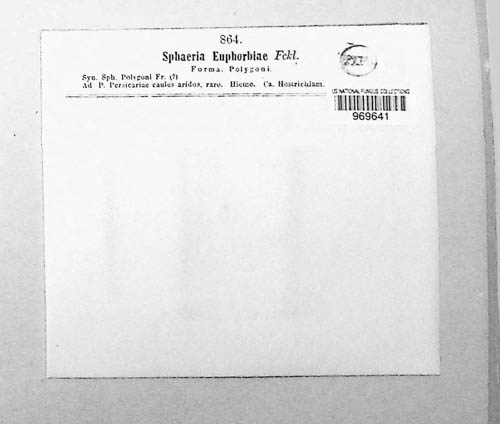 864.
Sphaeria Euphorbiae Fckl.
Forma. Polygoni.
Syn. Sph. Polygoni Fr. (?)
Ad P. Persicariae caules aridos, raro. Hieme. Ca. Hostrichiam.
US NATIONAL FUNGUS COLLECTIONS
969641